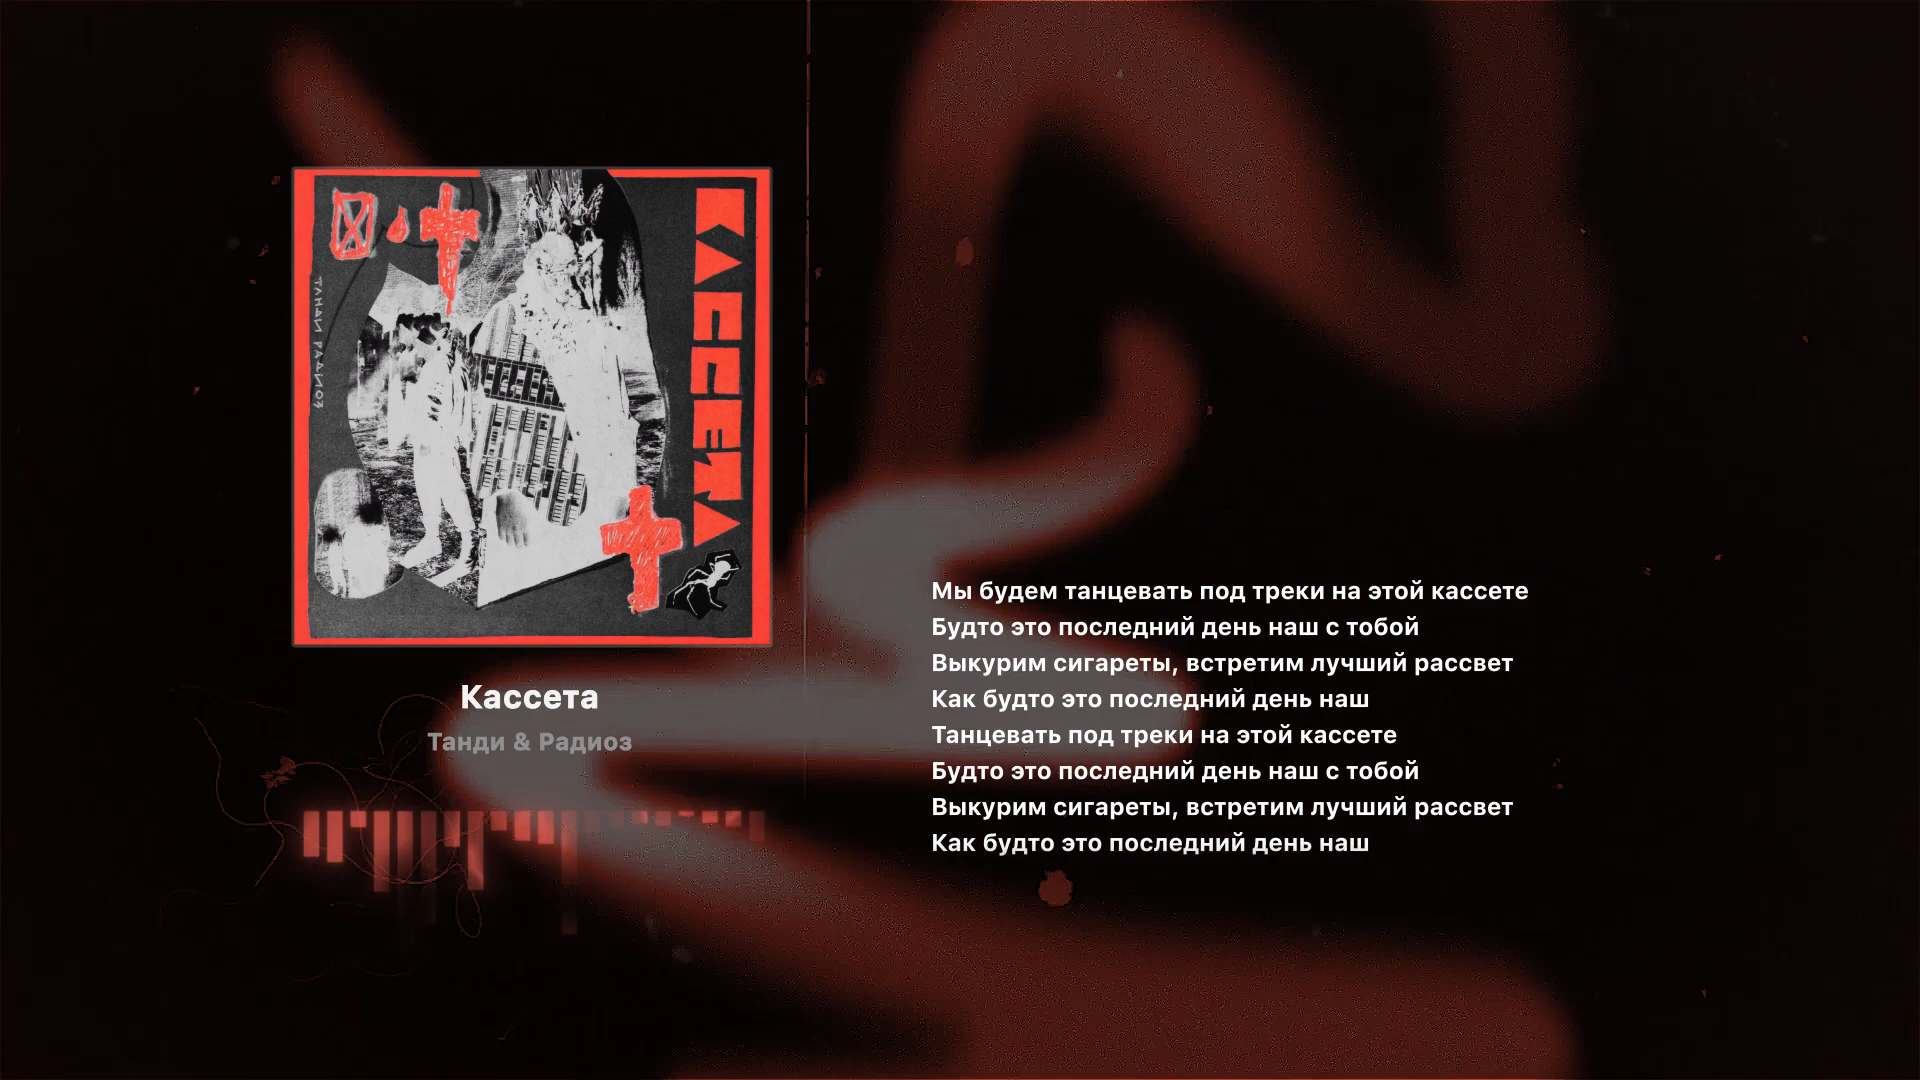 КАССЕТА
ТАНДИ РАДИОЗ
Кассета
Танди & Радиоз
Мы будем танцевать под треки на этой кассете
Будто это последний день наш с тобой
Выкурим сигареты, встретим лучший рассвет
Как будто это последний день наш
Танцевать под треки на этой кассете
Будто это последний день наш с тобой
Выкурим сигареты, встретим лучший рассвет
Как будто это последний день наш